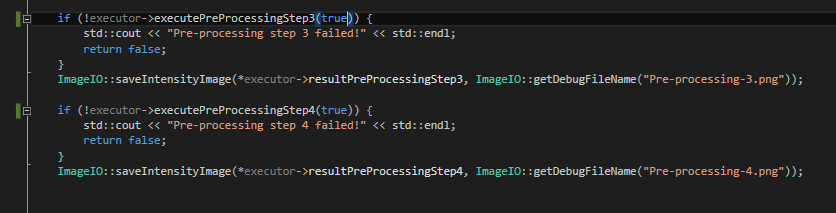 if (!executor->executePreProcessingStep3(true)) {
std::cout << "Pre-processing step 3 failed!" << std::endl;
return false;
}
ImageIO::saveIntensityImage(*executor->resultPreProcessingStep3, ImageIO::getDebugFileName("Pre-processing-3.png"));
if (!executor->executePreProcessingStep4(true)) {
std::cout << "Pre-processing step 4 failed!" << std::endl;
return false;
}
ImageIO::saveIntensityImage(*executor->resultPreProcessingStep4, ImageIO::getDebugFileName("Pre-processing-4.png"));